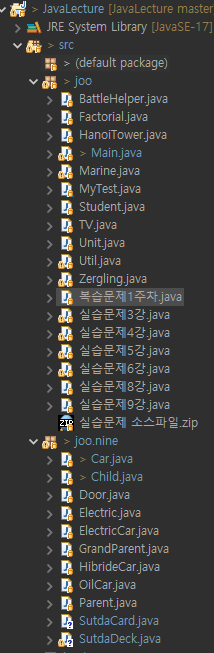 > JavaLecture [JavaLecture master
JRE System Library [JavaSE-17]
> src
> (default package)
joo
BattleHelper.java
Factorial.java
HanoiTower.java
> Main.java
Marine.java
MyTest.java
Student.java
TV.java
Unit.java
Util.java
Zergling.java
복습문제1주차.java
실습문제3강.java
실습문제4강.java
실습문제5강.java
실습문제6강.java
실습문제8강.java
실습문제9강.java
실습문제 소스파일.zip
> joo.nine
> Car.java
> Child.java
Door.java
Electric.java
ElectricCar.java
GrandParent.java
HibrideCar.java
OilCar.java
Parent.java
SutdaCard.java
SutdaDeck.java